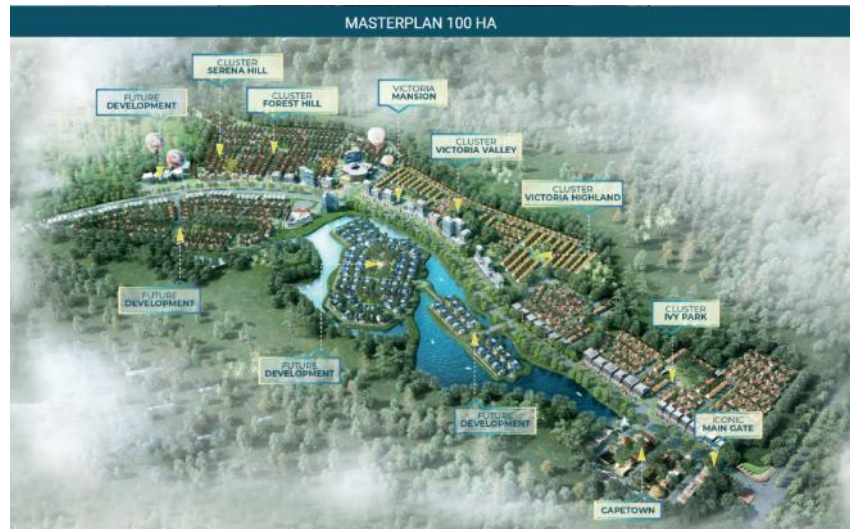 MASTERPLAN 100 HA
CLUSTER
SERENA HILL
FUTURE
DEVELOPMENT
CLUSTER
FOREST HILL
VICTORIA
MANSION
CLUSTER
VICTORIA VALLEY
CLUSTER
VICTORIA HIGHLAND
FUTURE
DEVELOPMENT
CLUSTER
IVY PARK
FUTURE
DEVELOPMENT
FUTURE
DEVELOPMENT
ICONIC
MAIN GATE
CAPETOWN